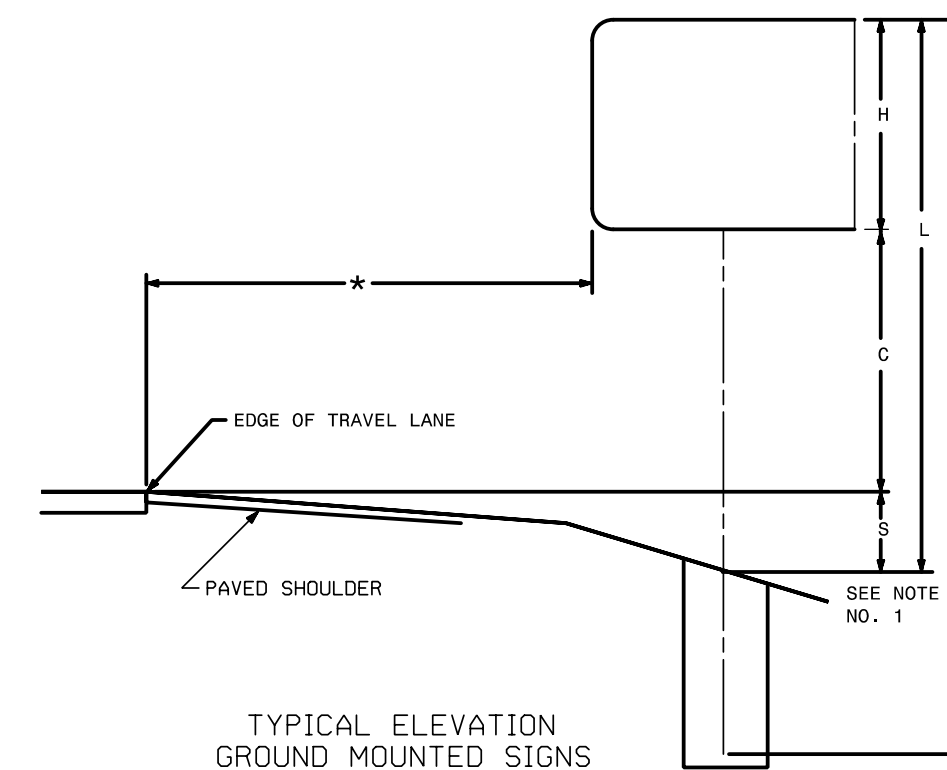 H
L
*
C
EDGE OF TRAVEL LANE
S
PAVED SHOULDER
SEE NOTE
NO. 1
TYPICAL ELEVATION
GROUND MOUNTED SIGNS